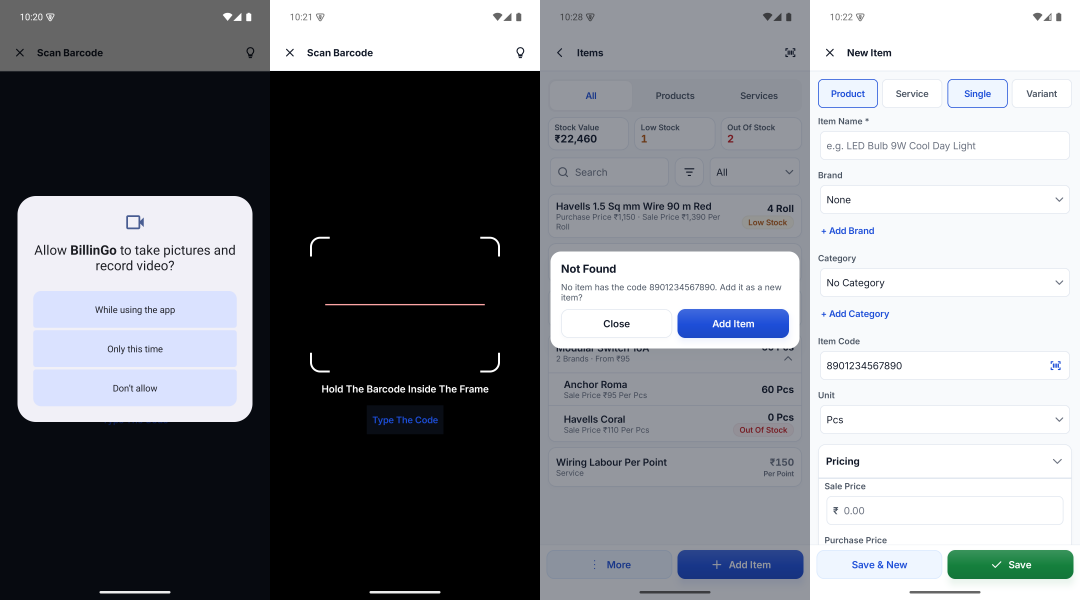 10:20
Scan Barcode
Allow BillinGo to take pictures and
record video?
While using the app
Only this time
Don't allow
10:21
Scan Barcode
Hold The Barcode Inside The Frame
Type The Code
10:28
Items
All
Products
Services
Stock Value
₹22,460
Low Stock
1
Out Of Stock
2
Search
All
Havells 1.5 Sq mm Wire 90 m Red
Purchase Price ₹1,150 · Sale Price ₹1,390 Per
Roll
4 Roll
Low Stock
Not Found
No item has the code 8901234567890. Add it as a new
item?
Close
Add Item
2 Brands · From ₹95
Anchor Roma
Sale Price ₹95 Per Pcs
60 Pcs
Havells Coral
Sale Price ₹110 Per Pcs
0 Pcs
Out Of Stock
Wiring Labour Per Point
Service
₹150
Per Point
More
Add Item
10:22
New Item
Product
Service
Single
Variant
Item Name *
e.g. LED Bulb 9W Cool Day Light
Brand
None
+ Add Brand
Category
No Category
+ Add Category
Item Code
8901234567890
Unit
Pcs
Pricing
Sale Price
₹ 0.00
Purchase Price
Save & New
Save